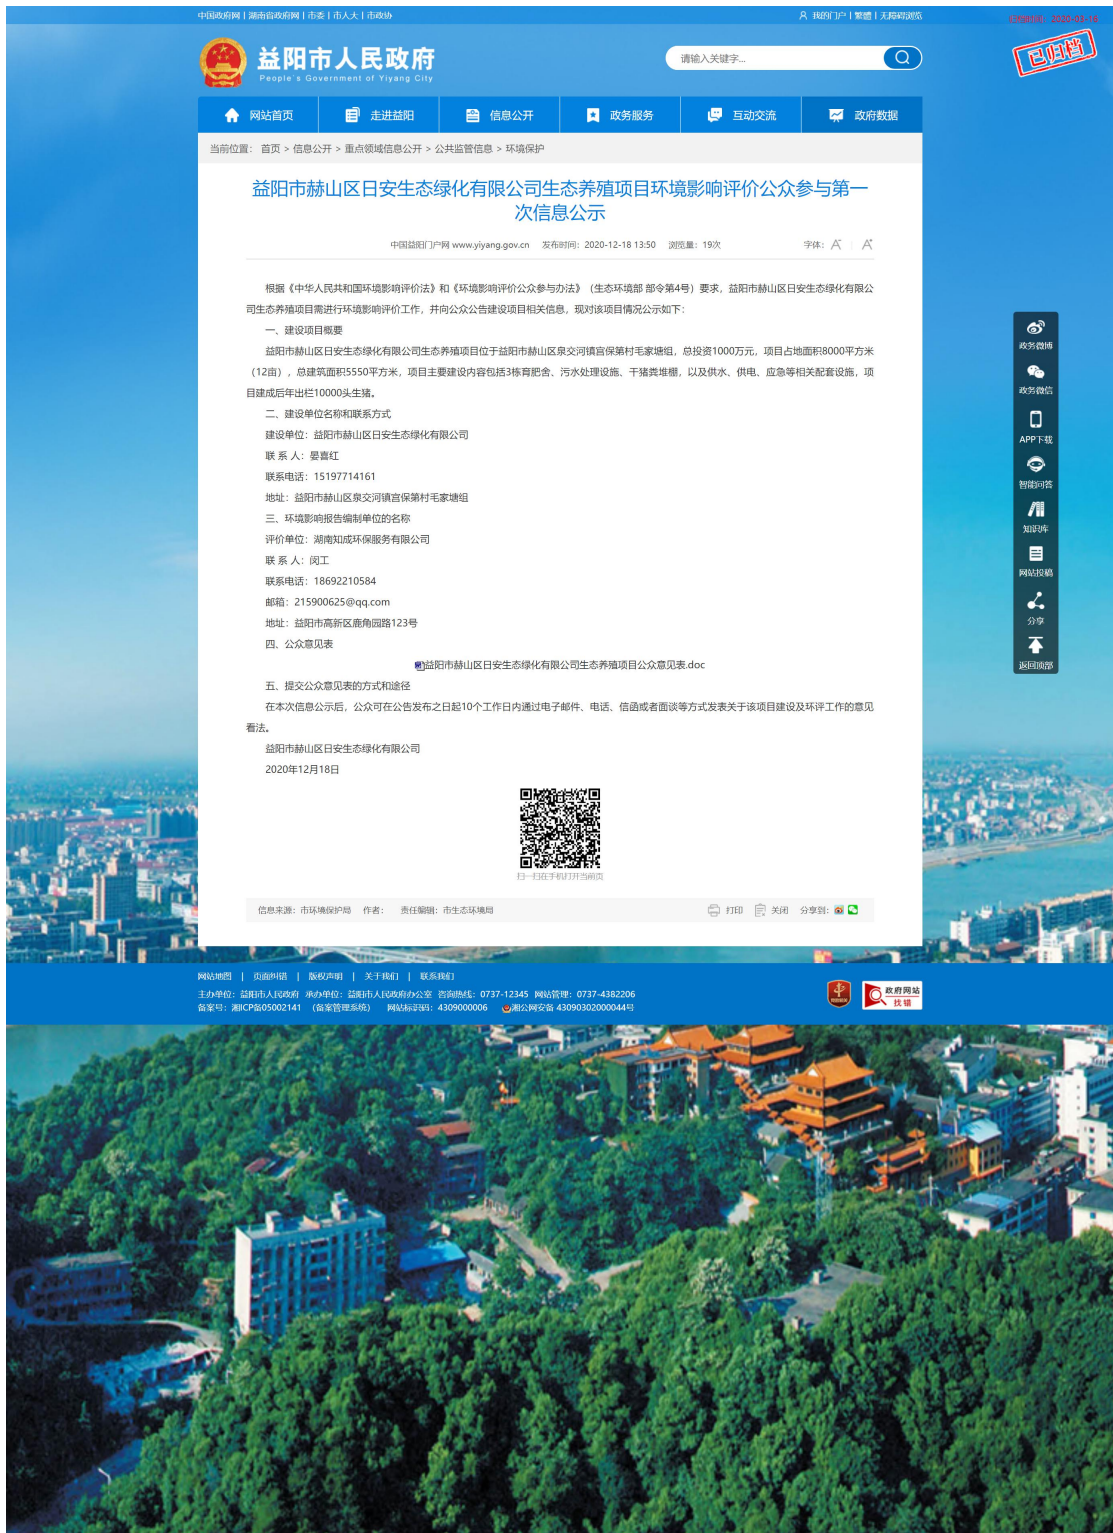 中国政府网 | 湖南省政府网 | 市委 | 市人大 | 市政协
我的门户 | 繁體 | 无障碍浏览
已归档
益阳市人民政府
People's Government of Yiyang City
请输入关键字...
网站首页 走进益阳 信息公开 政务服务 互动交流 政府数据
当前位置： 首页 > 信息公开 > 重点领域信息公开 > 公共监管信息 > 环境保护
益阳市赫山区日安生态绿化有限公司生态养殖项目环境影响评价公众参与第一
次信息公示
中国益阳门户网 www.yiyang.gov.cn 发布时间：2020-12-18 13:50 浏览量：19次 字体：A- | A+
根据《中华人民共和国环境影响评价法》和《环境影响评价公众参与办法》（生态环境部 部令第4号）要求，益阳市赫山区日安生态绿化有限公
司生态养殖项目需进行环境影响评价工作，并向公众公告建设项目相关信息，现对该项目情况公示如下：
一、建设项目概要
益阳市赫山区日安生态绿化有限公司生态养殖项目位于益阳市赫山区泉交河镇宫保第村毛家塘组，总投资1000万元，项目占地面积8000平方米
（12亩），总建筑面积5550平方米，项目主要建设内容包括3栋育肥舍、污水处理设施、干猪粪堆棚，以及供水、供电、应急等相关配套设施，项
目建成后年出栏10000头生猪。
二、建设单位名称和联系方式
建设单位：益阳市赫山区日安生态绿化有限公司
联 系 人：晏喜红
联系电话：15197714161
地址：益阳市赫山区泉交河镇宫保第村毛家塘组
三、环境影响报告编制单位的名称
评价单位：湖南知成环保服务有限公司
联 系 人：闵工
联系电话：18692210584
邮箱：215900625@qq.com
地址：益阳市高新区鹿角园路123号
四、公众意见表
益阳市赫山区日安生态绿化有限公司生态养殖项目公众意见表.doc
五、提交公众意见表的方式和途径
在本次信息公示后，公众可在公告发布之日起10个工作日内通过电子邮件、电话、信函或者面谈等方式发表关于该项目建设及环评工作的意见
看法。
益阳市赫山区日安生态绿化有限公司
2020年12月18日
扫一扫在手机打开当前页
信息来源：市环境保护局 作者： 责任编辑：市生态环境局 打印 关闭 分享到：
政务微博
政务微信
APP下载
智能问答
知识库
网站投稿
分享
返回顶部
网站地图 | 页面纠错 | 版权声明 | 关于我们 | 联系我们
主办单位：益阳市人民政府 承办单位：益阳市人民政府办公室 咨询热线：0737-12345 网站管理：0737-4382206
备案号：湘ICP备05002141 （备案管理系统） 网站标识码：4309000006 湘公网安备 43090302000044号
政府网站
找错